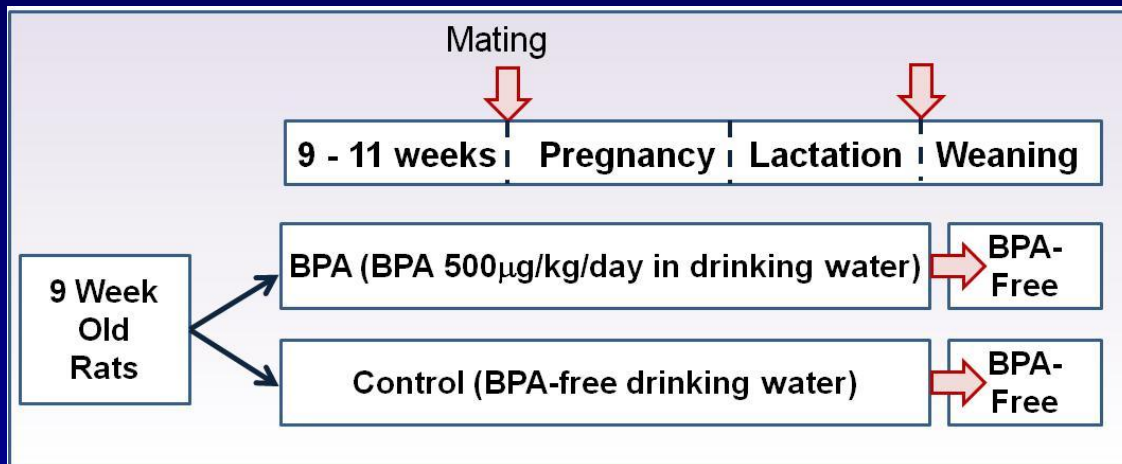 Mating
9 - 11 weeks Pregnancy Lactation Weaning
9 Week
Old
Rats
BPA (BPA 500µg/kg/day in drinking water)
BPA-
Free
Control (BPA-free drinking water)
BPA-
Free